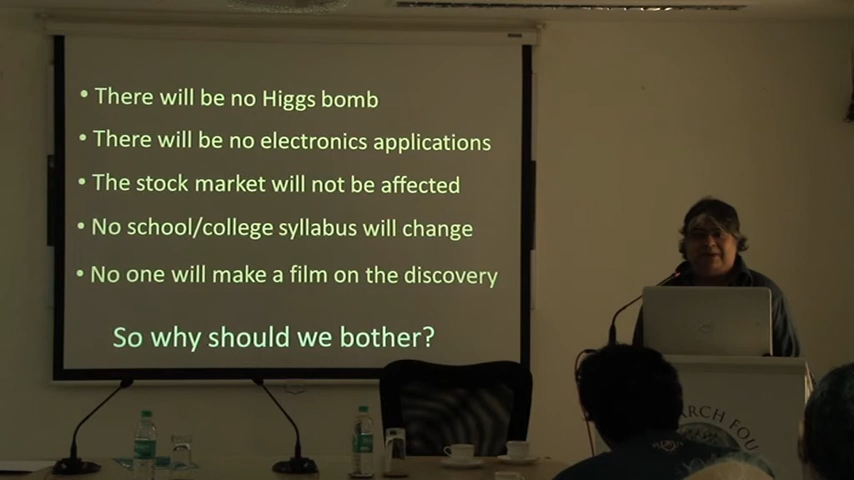 • There will be no Higgs bomb
• There will be no electronics applications
• The stock market will not be affected
• No school/college syllabus will change
• No one will make a film on the discovery
So why should we bother?
ARCH FOU